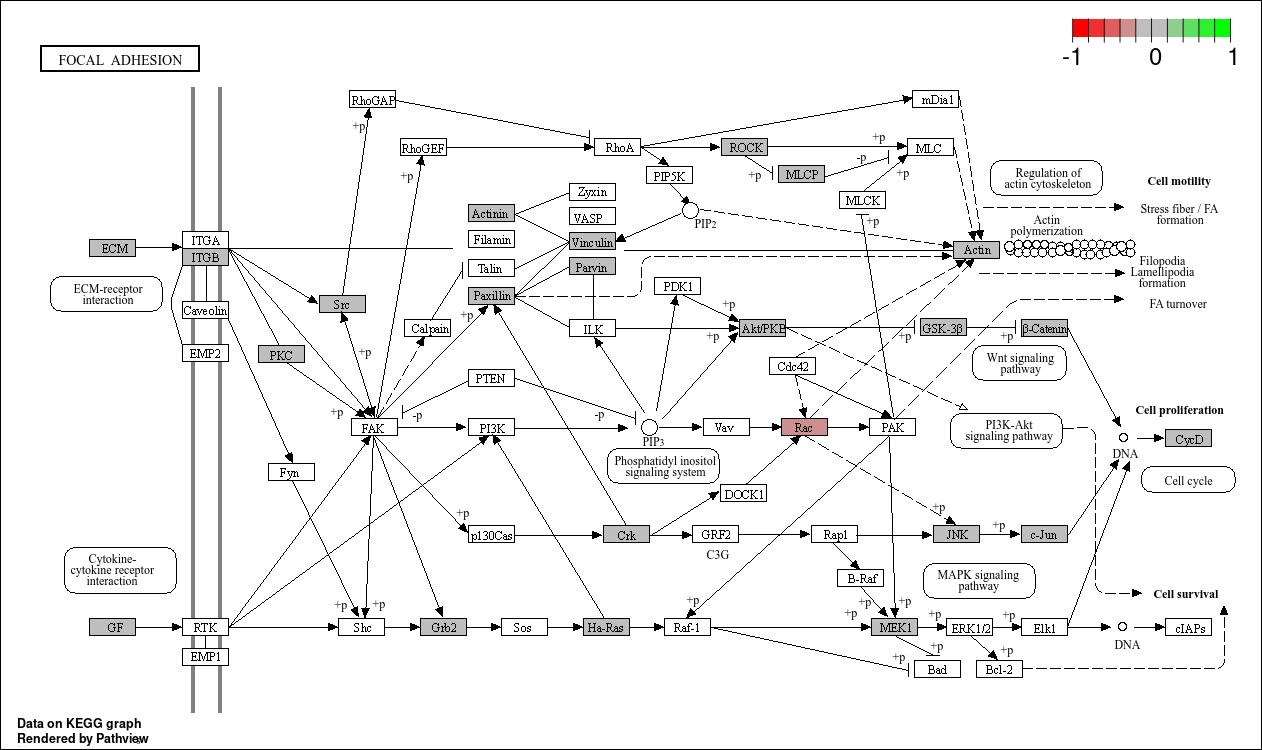 FOCAL ADHESION
-1 0 1
RhoGAP
mDia1
+p
RhoGEF
RhoA
ROCK
+p
MLC
-p
+p
MLCP
+p
+p
PIP5K
MLCK
+p
PIP2
Regulation of
actin cytoskeleton
Cell motility
Stress fiber / FA
formation
Actin
polymerization
Zyxin
Actinin
VASP
Filamin
Vinculin
Talin
Parvin
Paxillin
+p
Actin
Filopodia
Lamellipodia
formation
FA turnover
ECM
ITGA
ITGB
ECM-receptor
interaction
Caveolin
EMP2
Src
PKC
+p
+p
Calpain
ILK
PDK1
+p
+p
Akt/PKB
+p
GSK-3β
+p
β-Catenin
Wnt signaling
pathway
PTEN
-p
-p
Cdc42
FAK
PI3K
PIP3
Vav
Rac
PAK
PI3K-Akt
signaling pathway
Cell proliferation
DNA
CycD
Cell cycle
Phosphatidyl inositol
signaling system
Fyn
DOCK1
+p
p130Cas
Crk
GRF2
C3G
Rap1
+p
JNK
+p
c-Jun
Cytokine-
cytokine receptor
interaction
B-Raf
MAPK signaling
pathway
+p
+p
+p
+p
+p
+p
+p
+p
Cell survival
GF
RTK
Shc
Grb2
Sos
Ha-Ras
Raf-1
MEK1
ERK1/2
Elk1
DNA
cIAPs
EMP1
+p
+p
+p
Bad
Bcl-2
Data on KEGG graph
Rendered by Pathview